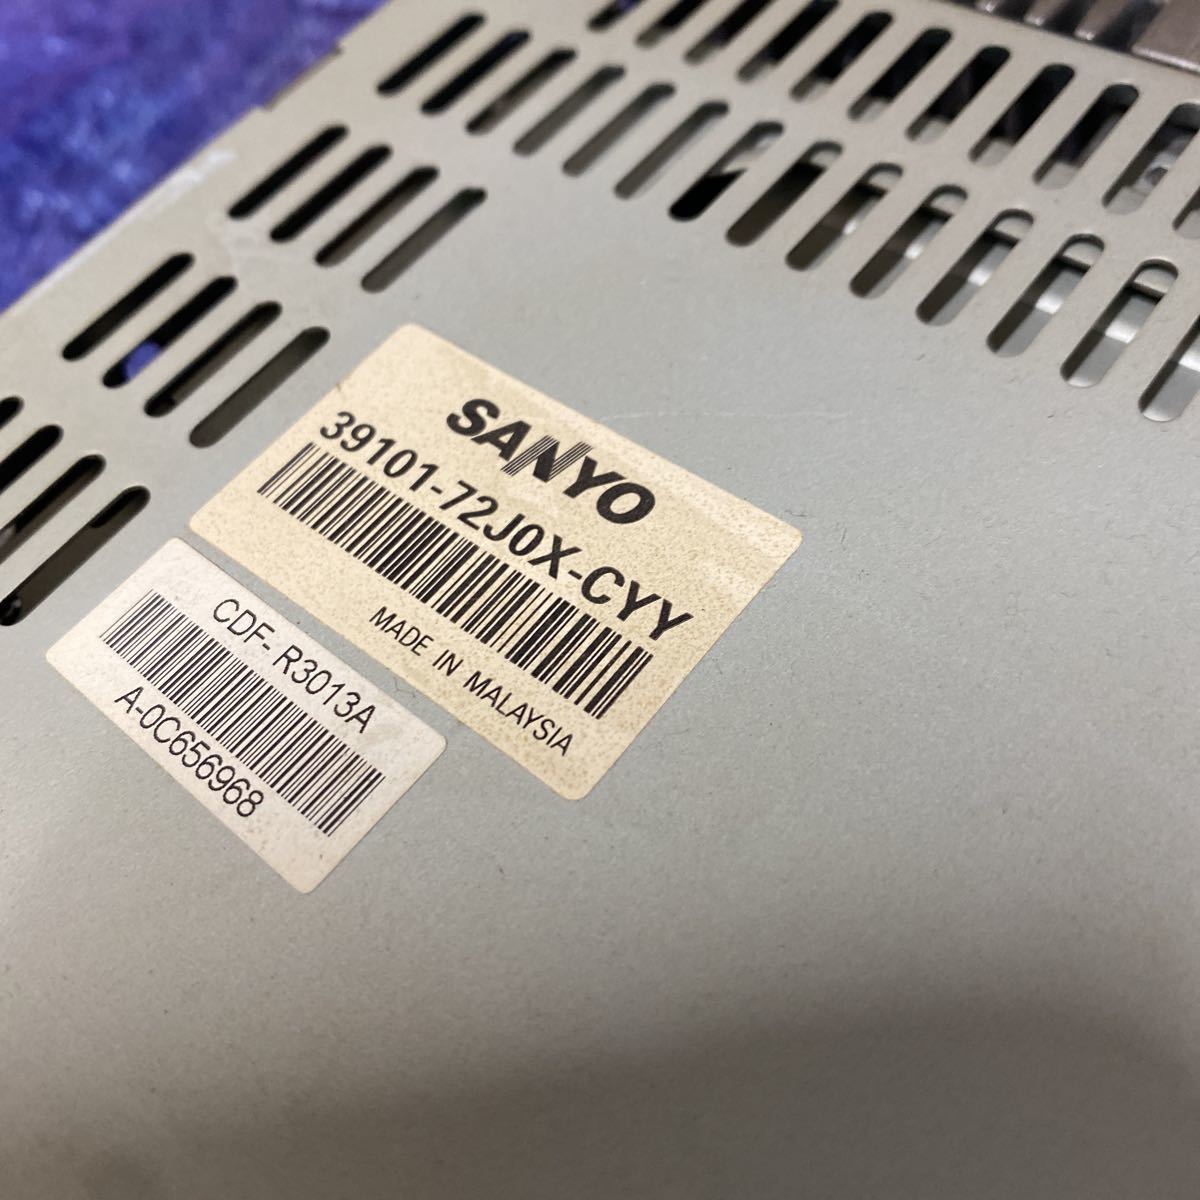 SANYO
39101-72J0X-CYY
MADE IN MALAYSIA
CDF- R3013A
A-0C656968